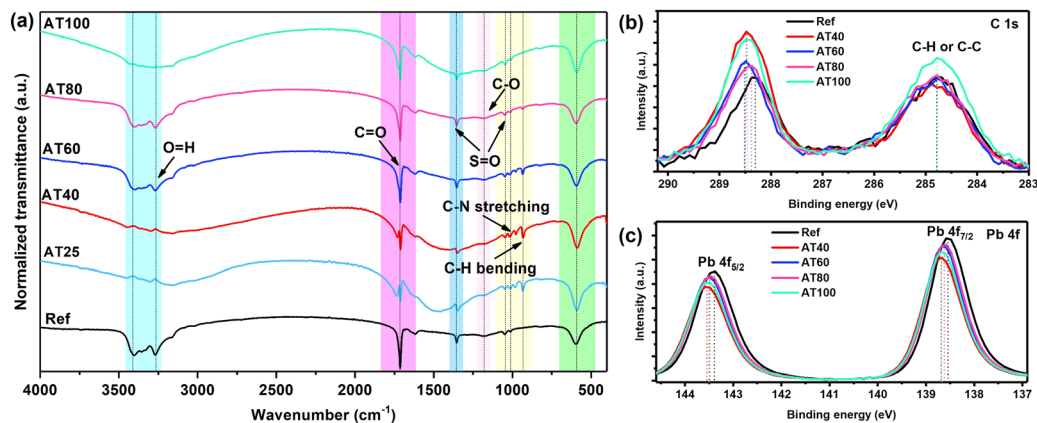 (a)
AT100
AT80
AT60
AT40
AT25
Ref
O=H
C=O
C-O
S=O
C-N stretching
C-H bending
Normalized transmittance (a.u.)
4000 3500 3000 2500 2000 1500 1000 500
Wavenumber (cm-1)
(b)
C 1s
Ref
AT40
AT60
AT80
AT100
C-H or C-C
Intensity (a.u.)
290 289 288 287 286 285 284 283
Binding energy (eV)
(c)
Pb 4f
Ref
AT40
AT60
AT80
AT100
Pb 4f5/2
Pb 4f7/2
Intensity (a.u.)
144 143 142 141 140 139 138 137
Binding energy (eV)